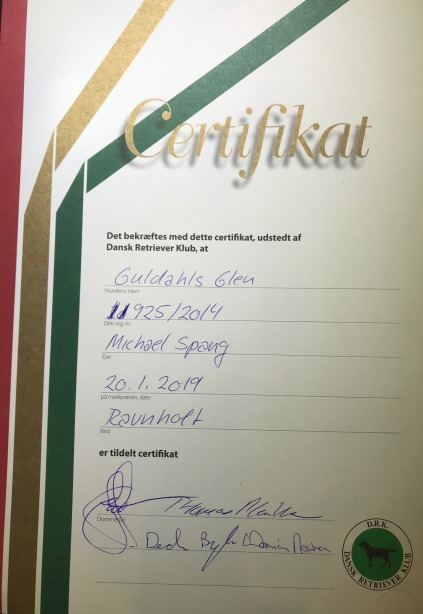 Certifikat
Det bekræftes med dette certifikat, udstedt af
Dansk Retriever Klub, at
Guldahls Glen
Hundens navn
11925/2014
DKK-reg.nr.
Michael Spang
Ejer
20.1.2019
på markprøven, dato
Ravnholt
sted
er tildelt certifikat
Thomas
Dommer(e)
D.R.K.
DANSK RETRIEVER KLUB